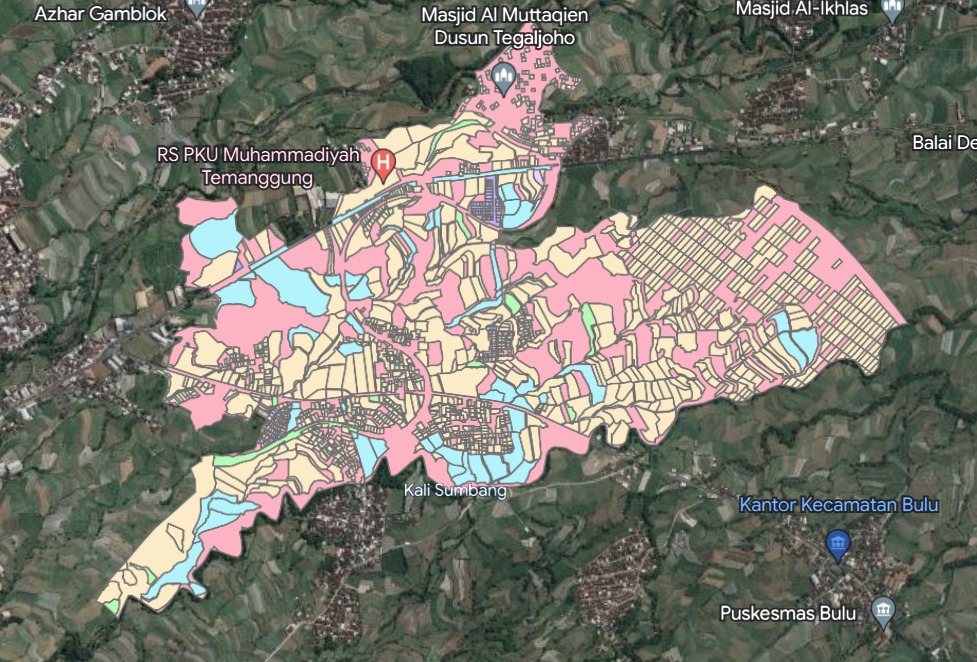 Azhar Gamblok
Masjid Al Muttaqien
Dusun Tegaljoho
Masjid Al-Ikhlas
Balai De
RS PKU Muhammadiyah
Temanggung
H
Kali Sumbang
Kantor Kecamatan Bulu
Puskesmas Bulu